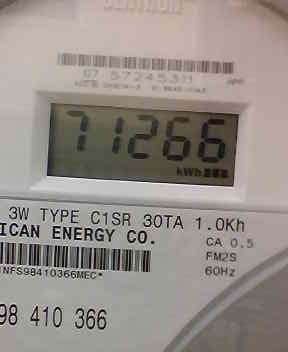 07 57245311
71266
kWh
3W TYPE C1SR 30TA 1.0Kh
ICAN ENERGY CO.
CA 0.5
FM2S
60Hz
NFS98410366MEC*
98 410 366